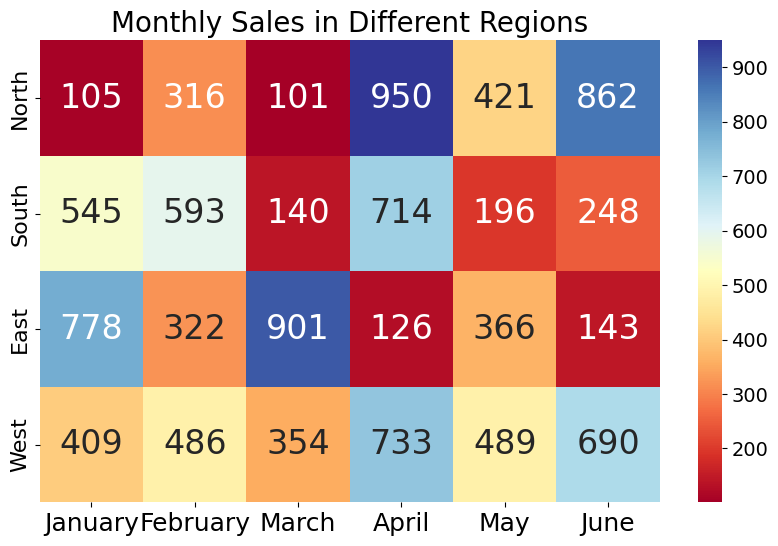 Monthly Sales in Different Regions
North 105 316 101 950 421 862
South 545 593 140 714 196 248
East 778 322 901 126 366 143
West 409 486 354 733 489 690
January February March April May June
900
800
700
600
500
400
300
200